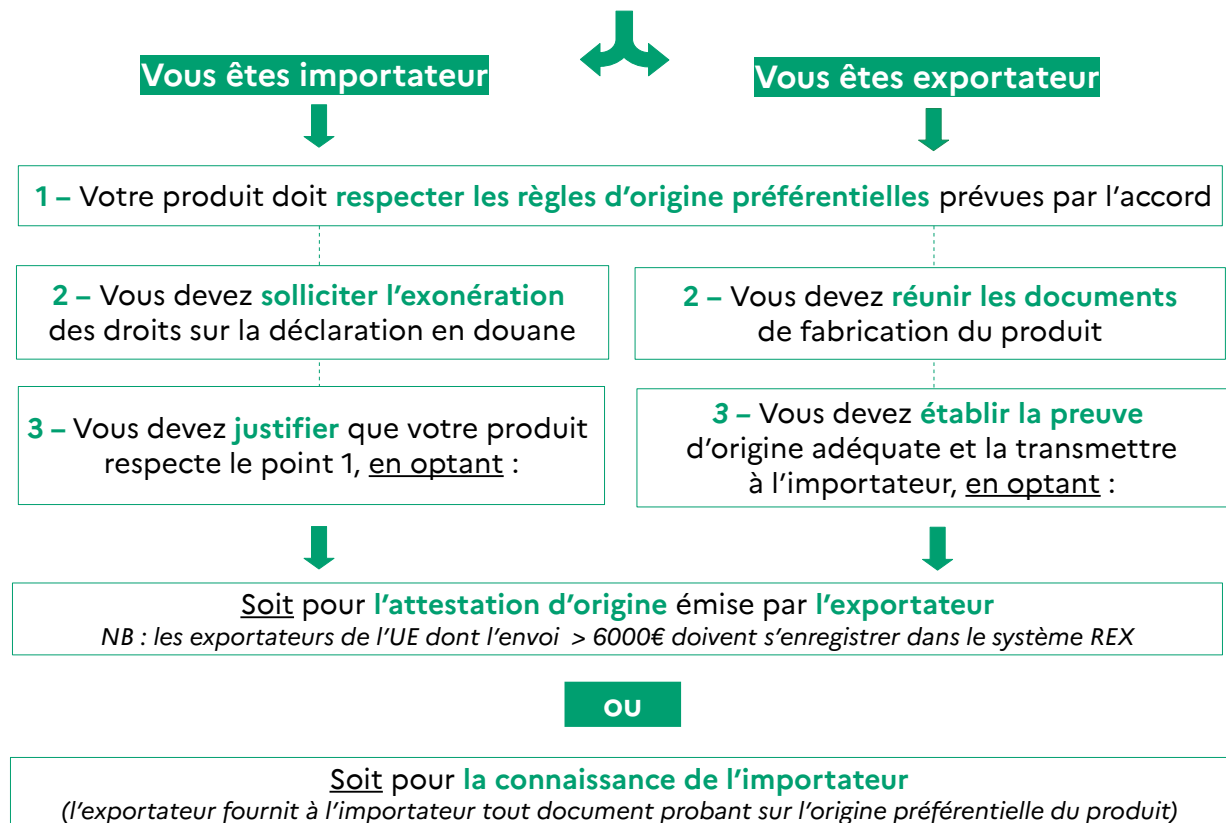 Vous êtes importateur
Vous êtes exportateur
1 – Votre produit doit respecter les règles d'origine préférentielles prévues par l'accord
2 – Vous devez solliciter l'exonération
des droits sur la déclaration en douane
2 – Vous devez réunir les documents
de fabrication du produit
3 – Vous devez justifier que votre produit
respecte le point 1, en optant :
3 – Vous devez établir la preuve
d'origine adéquate et la transmettre
à l'importateur, en optant :
Soit pour l'attestation d'origine émise par l'exportateur
NB : les exportateurs de l'UE dont l'envoi > 6000€ doivent s'enregistrer dans le système REX
ou
Soit pour la connaissance de l'importateur
(l'exportateur fournit à l'importateur tout document probant sur l'origine préférentielle du produit)